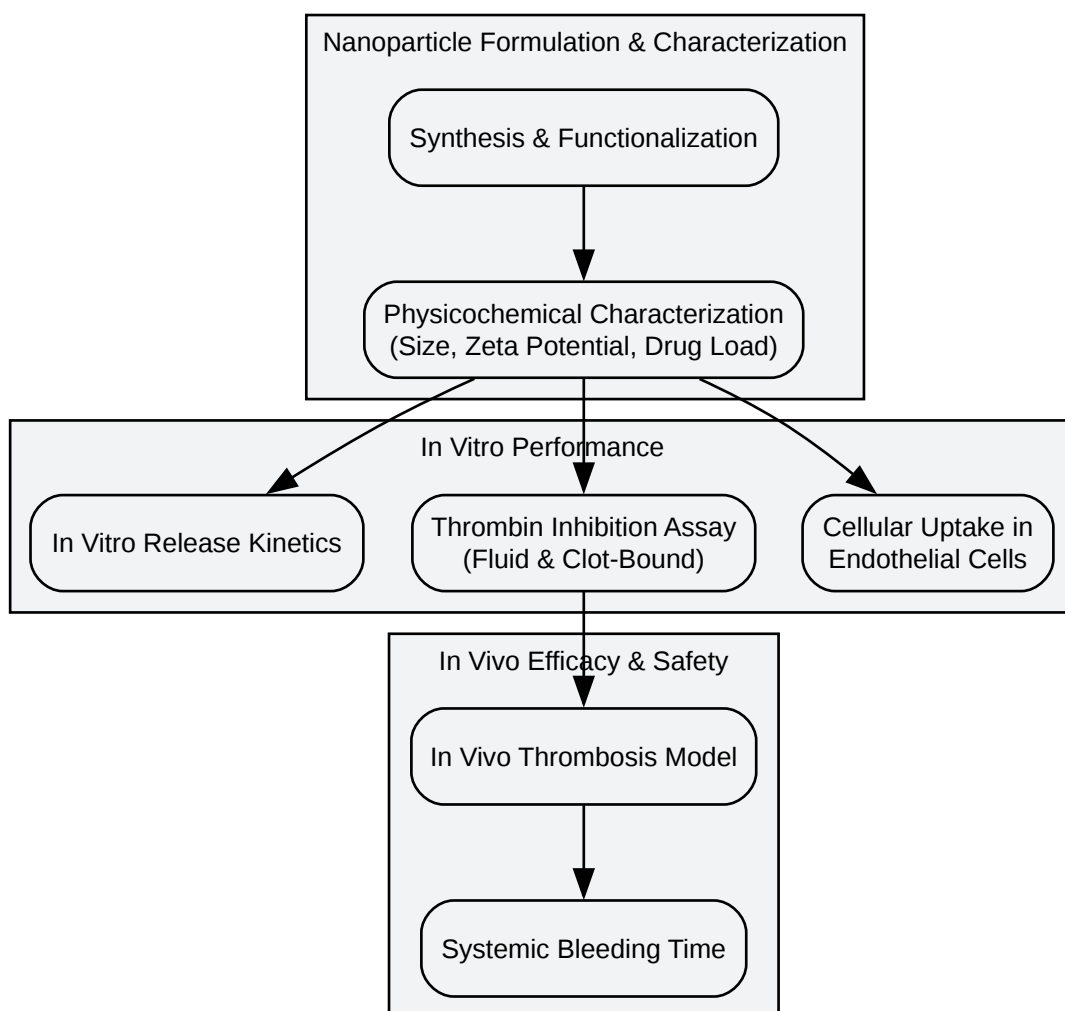 Nanoparticle Formulation & Characterization
Synthesis & Functionalization
Physicochemical Characterization
(Size, Zeta Potential, Drug Load)
In Vitro Performance
In Vitro Release Kinetics
Thrombin Inhibition Assay
(Fluid & Clot-Bound)
Cellular Uptake in
Endothelial Cells
In Vivo Efficacy & Safety
In Vivo Thrombosis Model
Systemic Bleeding Time